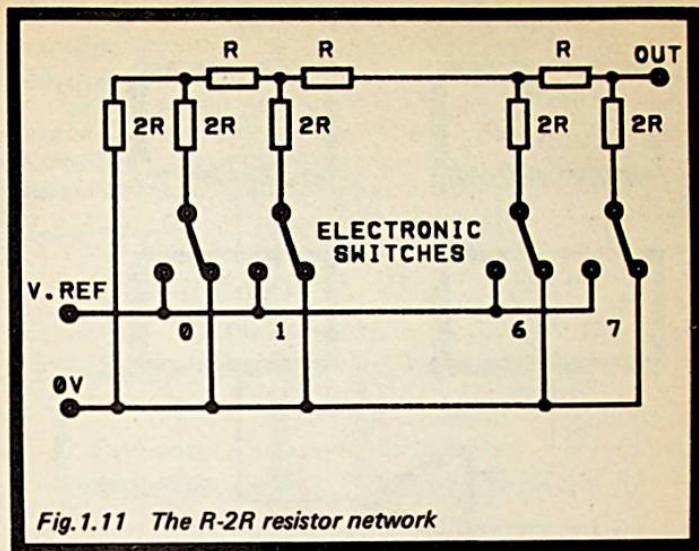 R R R OUT
2R 2R 2R 2R 2R
ELECTRONIC
SWITCHES
V.REF
0 1 6 7
0V
Fig.1.11 The R-2R resistor network